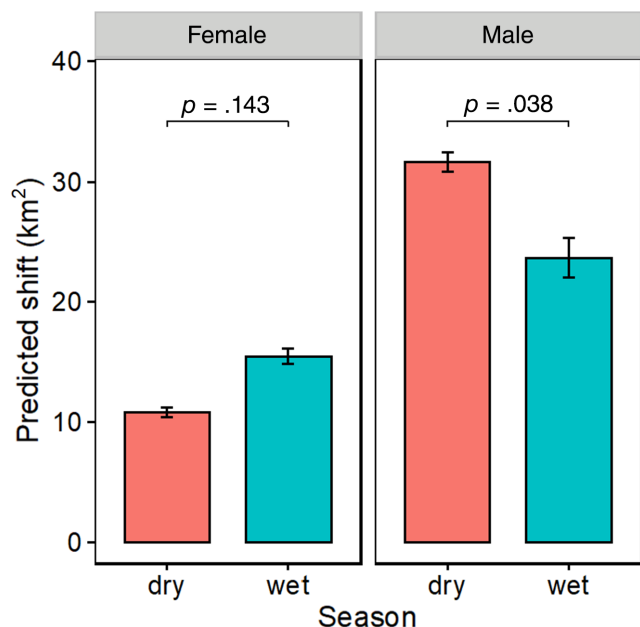 Female
Male
p = .143
p = .038
40
30
20
10
0
Predicted shift (km²)
dry
wet
dry
wet
Season